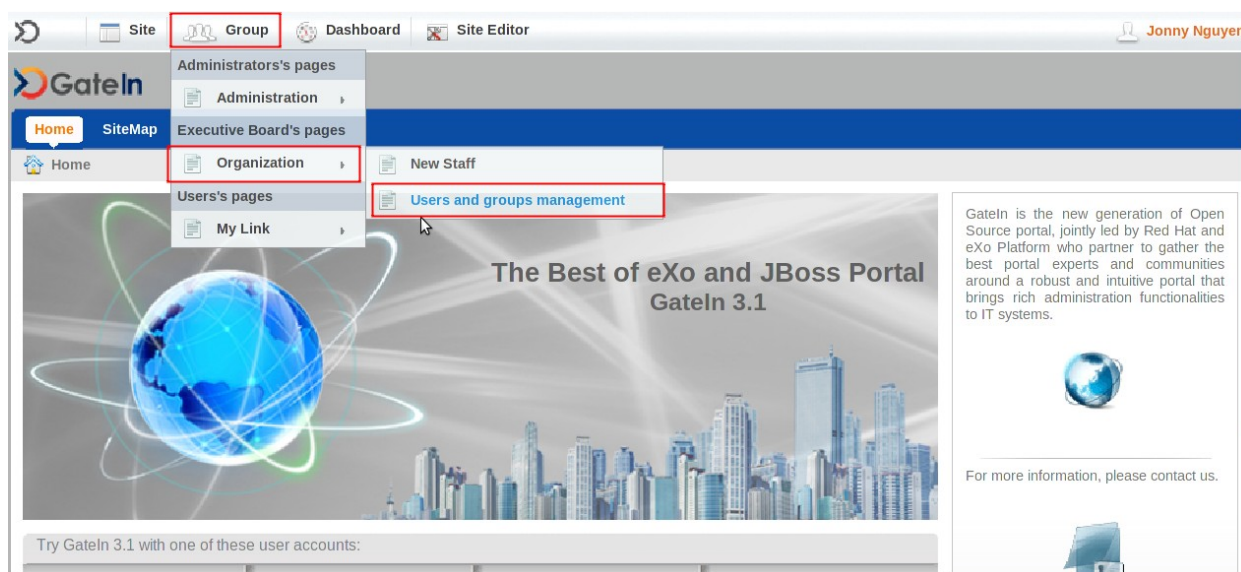 Site
Group
Dashboard
Site Editor
Jonny Nguyen
GateIn
Administrators's pages
Administration
Home
SiteMap
Executive Board's pages
Home
Organization
New Staff
Users's pages
Users and groups management
My Link
The Best of eXo and JBoss Portal
GateIn 3.1
GateIn is the new generation of Open
Source portal, jointly led by Red Hat and
eXo Platform who partner to gather the
best portal experts and communities
around a robust and intuitive portal that
brings rich administration functionalities
to IT systems.
For more information, please contact us.
Try GateIn 3.1 with one of these user accounts: